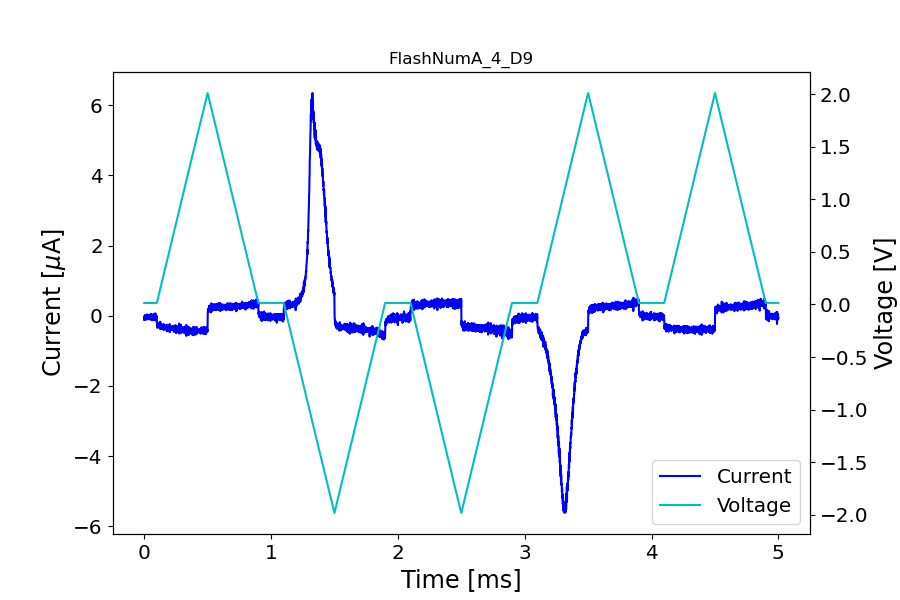 FlashNumA_4_D9
6
4
2
0
−2
−4
−6
Current [μA]
2.0
1.5
1.0
0.5
0.0
−0.5
−1.0
−1.5
−2.0
Voltage [V]
Current
Voltage
0 1 2 3 4 5
Time [ms]